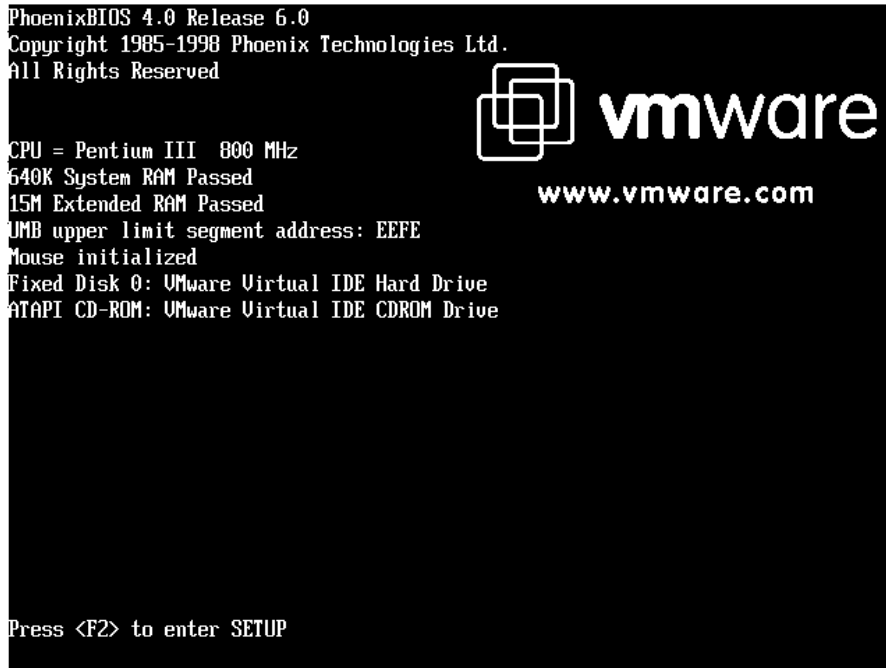 PhoenixBIOS 4.0 Release 6.0
Copyright 1985-1998 Phoenix Technologies Ltd.
All Rights Reserved
vmware
www.vmware.com
CPU = Pentium III  800 MHz
640K System RAM Passed
15M Extended RAM Passed
UMB upper limit segment address: EEFE
Mouse initialized
Fixed Disk 0: VMware Virtual IDE Hard Drive
ATAPI CD-ROM: VMware Virtual IDE CDROM Drive
Press <F2> to enter SETUP